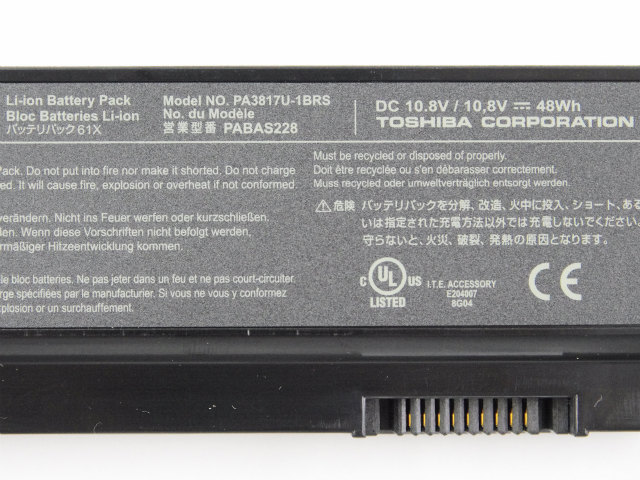 Li-ion Battery Pack
Bloc Batteries Li-ion
バッテリパック61X
Model NO. PA3817U-1BRS
No. du Modèle
営業型番 PABAS228
DC 10.8V / 10,8V ⎓ 48Wh
TOSHIBA CORPORATION
Pack. Do not put into fire nor make it shorted. Do not charge
ed. It will cause fire, explosion or overheat if not conformed.
verändern. Nicht ins Feuer werfen oder kurzschließen.
den. Wenn diese Vorschriften nicht befolgt werden,
rmäßiger Hitzeentwicklung kommen.
le bloc batteries. Ne pas jeter dans un feu et ne pas court-circuiter.
rge spécifiées par le manufacturier. Si vous ne vous y conformez
xplosion or surchauffer.
Must be recycled or disposed of properly.
Doit être recyclée ou s'en débarasser correctement.
Muss recycled oder umweltverträglich entsorgt werden.
⚠危険 バッテリパックを分解、改造、火中に投入、ショート、ある
いは指定された充電方法以外では充電しないでください。
守らないと、火災、破裂、発熱の原因となります。
C UL US
LISTED
I.T.E. ACCESSORY
E204007
8G04
CE